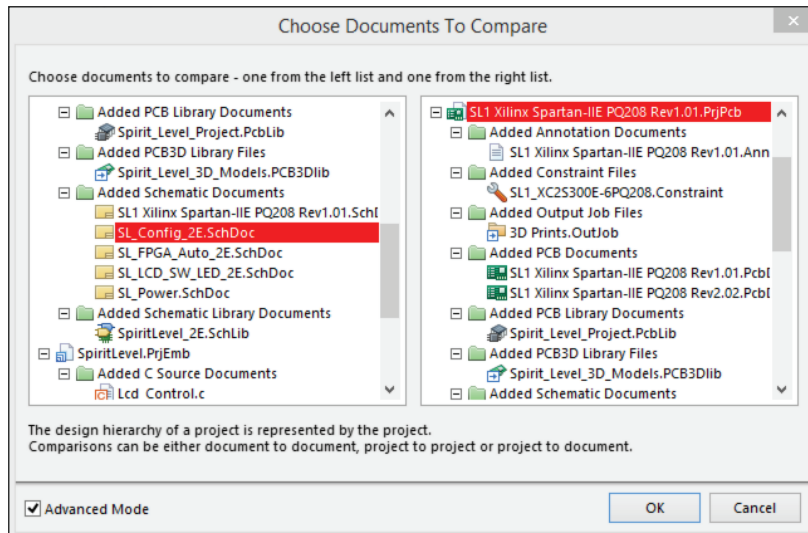 Choose Documents To Compare
Choose documents to compare - one from the left list and one from the right list.
Added PCB Library Documents
Spirit_Level_Project.PcbLib
Added PCB3D Library Files
Spirit_Level_3D_Models.PCB3Dlib
Added Schematic Documents
SL1 Xilinx Spartan-IIE PQ208 Rev1.01.Sch
SL_Config_2E.SchDoc
SL_FPGA_Auto_2E.SchDoc
SL_LCD_SW_LED_2E.SchDoc
SL_Power.SchDoc
Added Schematic Library Documents
SpiritLevel_2E.SchLib
SpiritLevel.PrjEmb
Added C Source Documents
Lcd_Control.c
SL1 Xilinx Spartan-IIE PQ208 Rev1.01.PrjPcb
Added Annotation Documents
SL1 Xilinx Spartan-IIE PQ208 Rev1.01.Ann
Added Constraint Files
SL1_XC2S300E-6PQ208.Constraint
Added Output Job Files
3D Prints.OutJob
Added PCB Documents
SL1 Xilinx Spartan-IIE PQ208 Rev1.01.Pcb
SL1 Xilinx Spartan-IIE PQ208 Rev2.02.Pcb
Added PCB Library Documents
Spirit_Level_Project.PcbLib
Added PCB3D Library Files
Spirit_Level_3D_Models.PCB3Dlib
Added Schematic Documents
The design hierarchy of a project is represented by the project.
Comparisons can be either document to document, project to project or project to document.
Advanced Mode
OK
Cancel